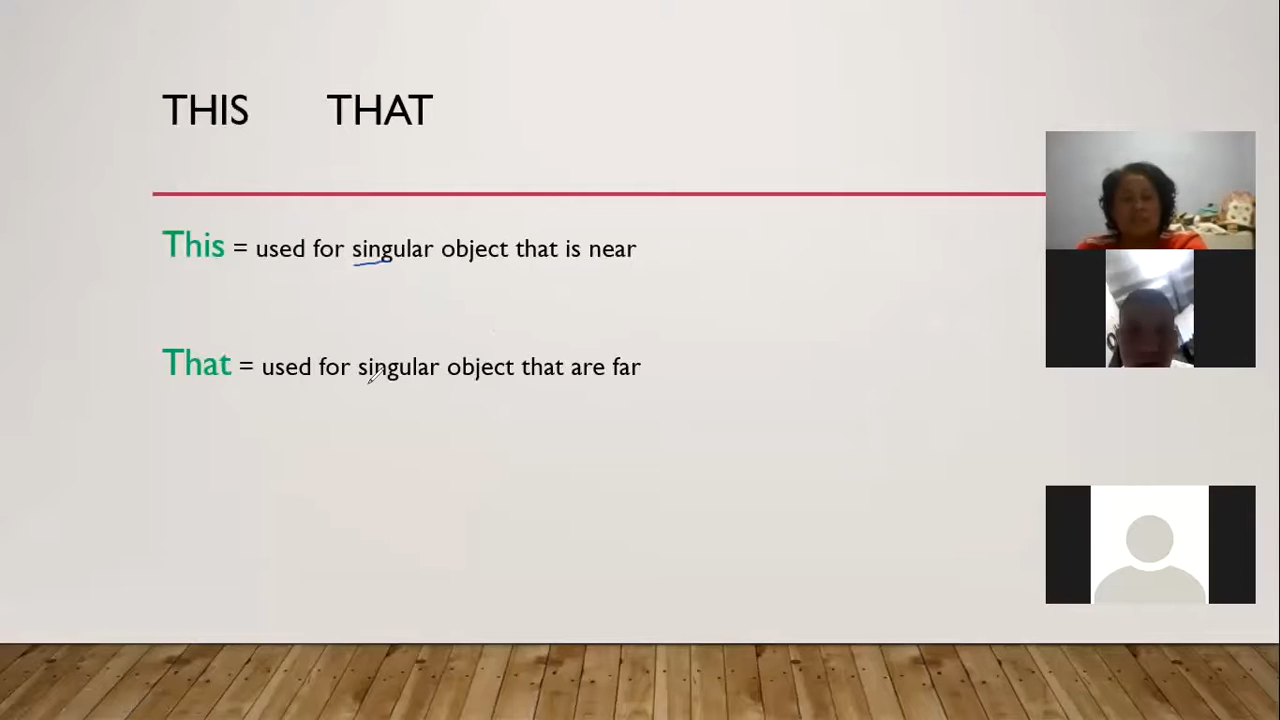 THIS THAT
This = used for singular object that is near
That = used for singular object that are far